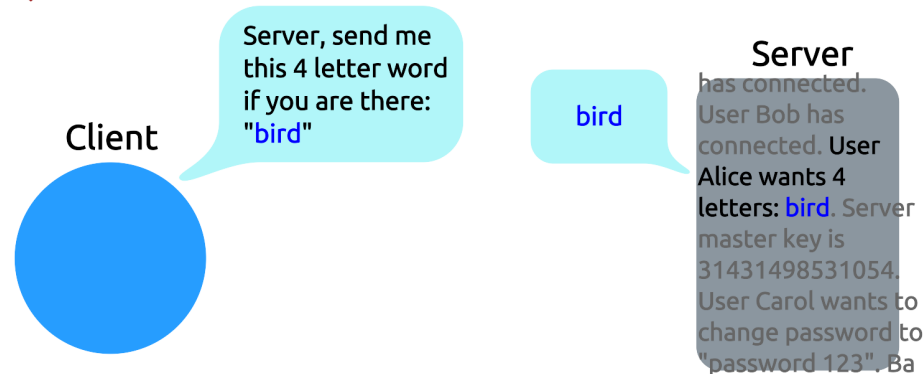 Client
Server, send me
this 4 letter word
if you are there:
"bird"
bird
Server
has connected.
User Bob has
connected. User
Alice wants 4
letters: bird. Server
master key is
31431498531054.
User Carol wants to
change password to
"password 123". Ba